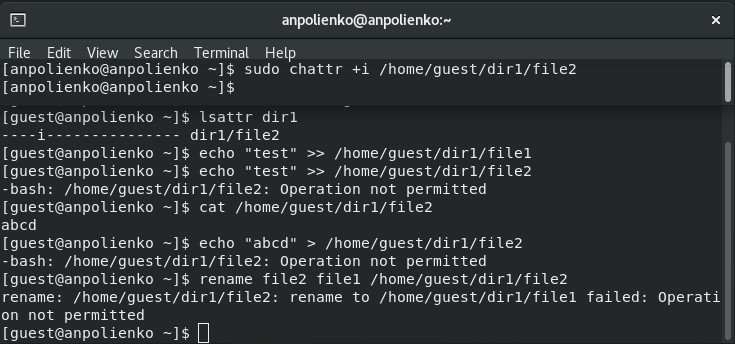 anpolienko@anpolienko:~
File Edit View Search Terminal Help
[anpolienko@anpolienko ~]$ sudo chattr +i /home/guest/dir1/file2
[anpolienko@anpolienko ~]$
[guest@anpolienko ~]$ lsattr dir1
----i--------------- dir1/file2
[guest@anpolienko ~]$ echo "test" >> /home/guest/dir1/file1
[guest@anpolienko ~]$ echo "test" >> /home/guest/dir1/file2
-bash: /home/guest/dir1/file2: Operation not permitted
[guest@anpolienko ~]$ cat /home/guest/dir1/file2
abcd
[guest@anpolienko ~]$ echo "abcd" > /home/guest/dir1/file2
-bash: /home/guest/dir1/file2: Operation not permitted
[guest@anpolienko ~]$ rename file2 file1 /home/guest/dir1/file2
rename: /home/guest/dir1/file2: rename to /home/guest/dir1/file1 failed: Operati
on not permitted
[guest@anpolienko ~]$